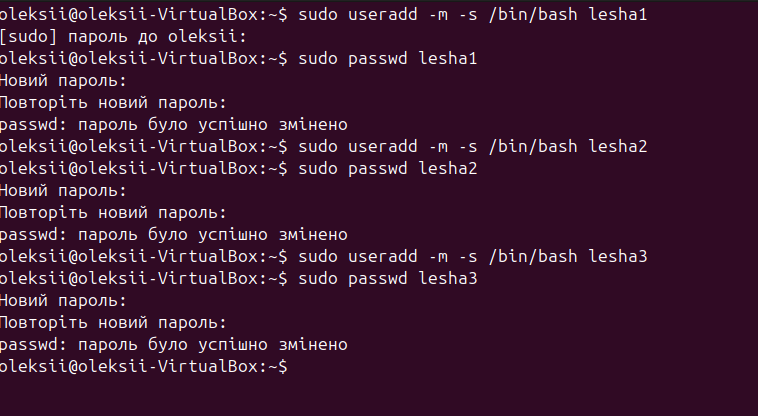 oleksii@oleksii-VirtualBox:~$ sudo useradd -m -s /bin/bash lesha1
[sudo] пароль до oleksii:
oleksii@oleksii-VirtualBox:~$ sudo passwd lesha1
Новий пароль:
Повторіть новий пароль:
passwd: пароль було успішно змінено
oleksii@oleksii-VirtualBox:~$ sudo useradd -m -s /bin/bash lesha2
oleksii@oleksii-VirtualBox:~$ sudo passwd lesha2
Новий пароль:
Повторіть новий пароль:
passwd: пароль було успішно змінено
oleksii@oleksii-VirtualBox:~$ sudo useradd -m -s /bin/bash lesha3
oleksii@oleksii-VirtualBox:~$ sudo passwd lesha3
Новий пароль:
Повторіть новий пароль:
passwd: пароль було успішно змінено
oleksii@oleksii-VirtualBox:~$